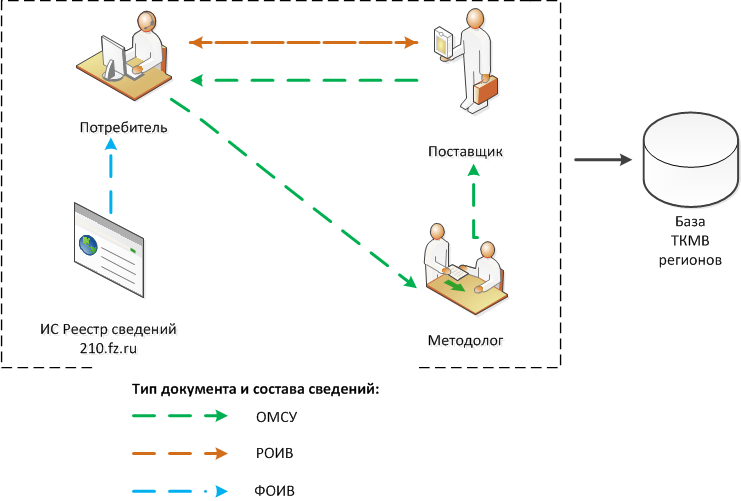 Потребитель
Поставщик
База
ТКМВ
регионов
ИС Реестр сведений
210.fz.ru
Методолог
Тип документа и состава сведений:
ОМСУ
РОИВ
ФОИВ